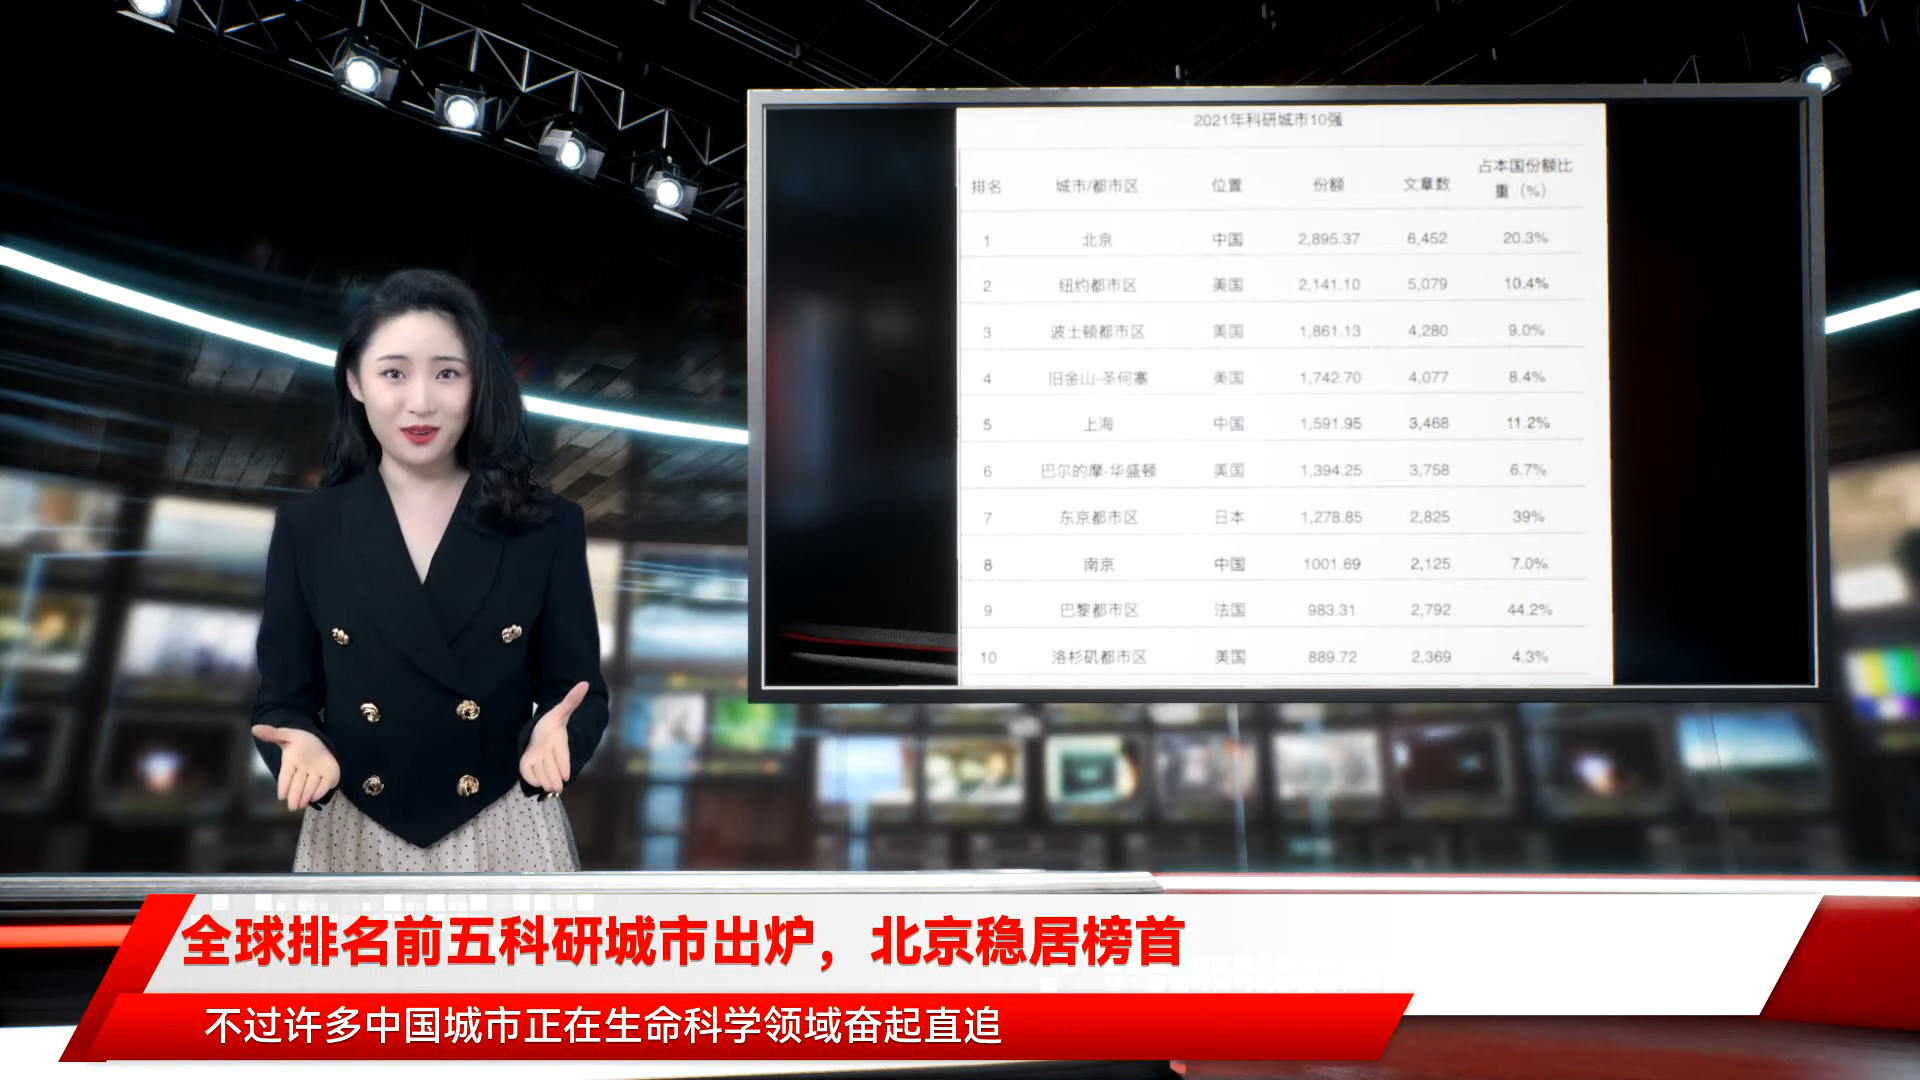 2021年科研城市10强
排名 城市/都市区 位置 份额 文章数 占本国份额比重（%）
1 北京 中国 2,895.37 6,452 20.3%
2 纽约都市区 美国 2,141.10 5,079 10.4%
3 波士顿都市区 美国 1,861.13 4,280 9.0%
4 旧金山-圣何塞 美国 1,742.70 4,077 8.4%
5 上海 中国 1,591.95 3,468 11.2%
6 巴尔的摩-华盛顿 美国 1,394.25 3,758 6.7%
7 东京都市区 日本 1,278.85 2,825 39%
8 南京 中国 1001.69 2,125 7.0%
9 巴黎都市区 法国 983.31 2,792 44.2%
10 洛杉矶都市区 美国 889.72 2,369 4.3%
全球排名前五科研城市出炉，北京稳居榜首
不过许多中国城市正在生命科学领域奋起直追